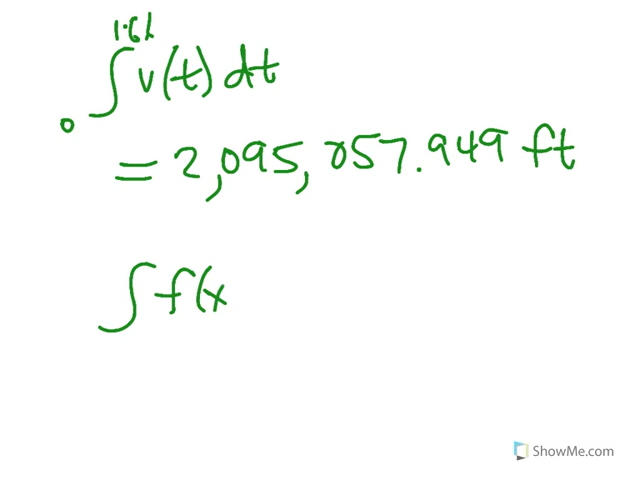 1.61
∫ v(t) dt
0
= 2,095,057.949 ft
∫ f(x
ShowMe.com